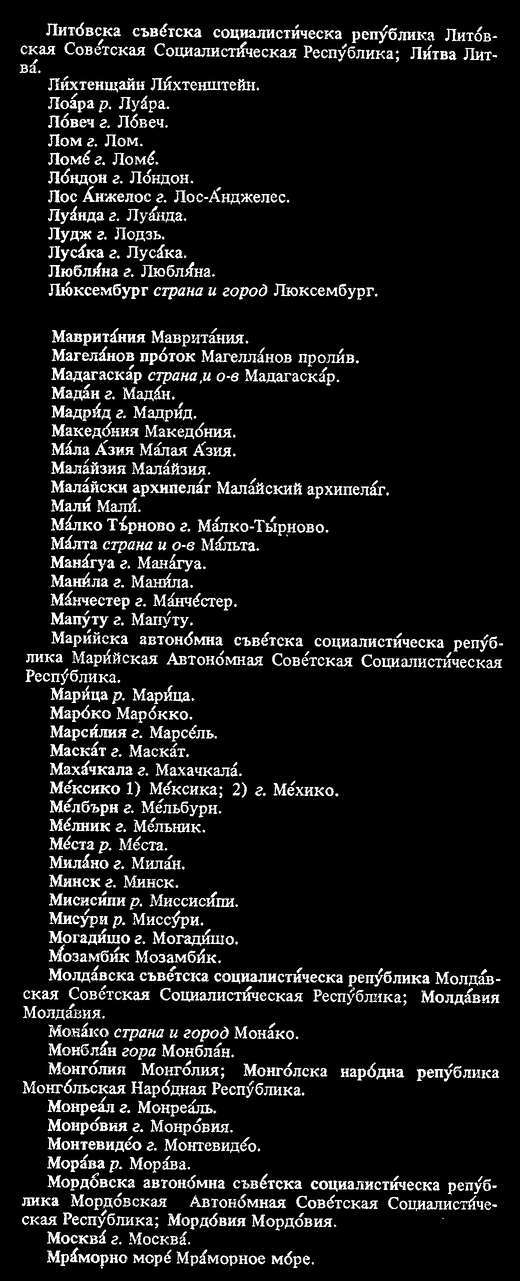 Лито́вска съве́тска социалисти́ческа репу́блика Лито́в-
ская Сове́тская Социалисти́ческая Респу́блика; Ли́тва Лит-
ва́.
Ли́хтенщайн Ли́хтенштейн.
Лоа́ра р. Луа́ра.
Ло́веч г. Ло́веч.
Лом г. Лом.
Ломе́ г. Ломе́.
Ло́ндон г. Ло́ндон.
Лос А́нжелос г. Лос-А́нджелес.
Луа́нда г. Луа́нда.
Лудж г. Лодзь.
Луса́ка г. Луса́ка.
Любля́на г. Любля́на.
Лю́ксембург страна и город Люксембург.
Маврита́ния Маврита́ния.
Магела́нов про́ток Магелла́нов проли́в.
Мадагаска́р страна и о-в Мадагаска́р.
Мада́н г. Мада́н.
Мадри́д г. Мадри́д.
Македо́ния Македо́ния.
Ма́ла А́зия Ма́лая А́зия.
Мала́йзия Мала́йзия.
Мала́йски архипела́г Мала́йский архипела́г.
Мали́ Мали́.
Ма́лко Тъ́рново г. Ма́лко-Ты́рново.
Ма́лта страна и о-в Ма́льта.
Мана́гуа г. Мана́гуа.
Мани́ла г. Мани́ла.
Ма́нчестер г. Ма́нче́стер.
Мапу́ту г. Мапу́ту.
Мари́йска автоно́мна съве́тска социалисти́ческа репу́б-
лика Мари́йская Автоно́мная Сове́тская Социалисти́ческая
Респу́блика.
Мари́ца р. Мари́ца.
Маро́ко Маро́кко.
Марси́лия г. Марсе́ль.
Маска́т г. Маска́т.
Маха́чкала г. Махачкала́.
Ме́ксико 1) Ме́ксика; 2) г. Ме́хико.
Ме́лбърн г. Ме́льбурн.
Ме́лник г. Ме́льник.
Ме́ста р. Ме́ста.
Мила́но г. Мила́н.
Минск г. Минск.
Мисиси́пи р. Миссиси́пи.
Мису́ри р. Миссу́ри.
Могади́шо г. Могади́шо.
Мозамби́к Мозамби́к.
Молда́вска съве́тска социалисти́ческа репу́блика Молда́в-
ская Сове́тская Социалисти́ческая Респу́блика; Молда́вия
Молда́вия.
Мона́ко страна и город Мона́ко.
Монбла́н гора Монбла́н.
Монго́лия Монго́лия; Монго́лска наро́дна репу́блика
Монго́льская Наро́дная Респу́блика.
Монреа́л г. Монреа́ль.
Монро́вия г. Монро́вия.
Монтевиде́о г. Монтевиде́о.
Мора́ва р. Мора́ва.
Мордо́вска автоно́мна съве́тска социалисти́ческа репу́б-
лика Мордо́вская Автоно́мная Сове́тская Социалисти́че-
ская Респу́блика; Мордо́вия Мордо́вия.
Москва́ г. Москва́.
Мра́морно море́ Мра́морное мо́ре.